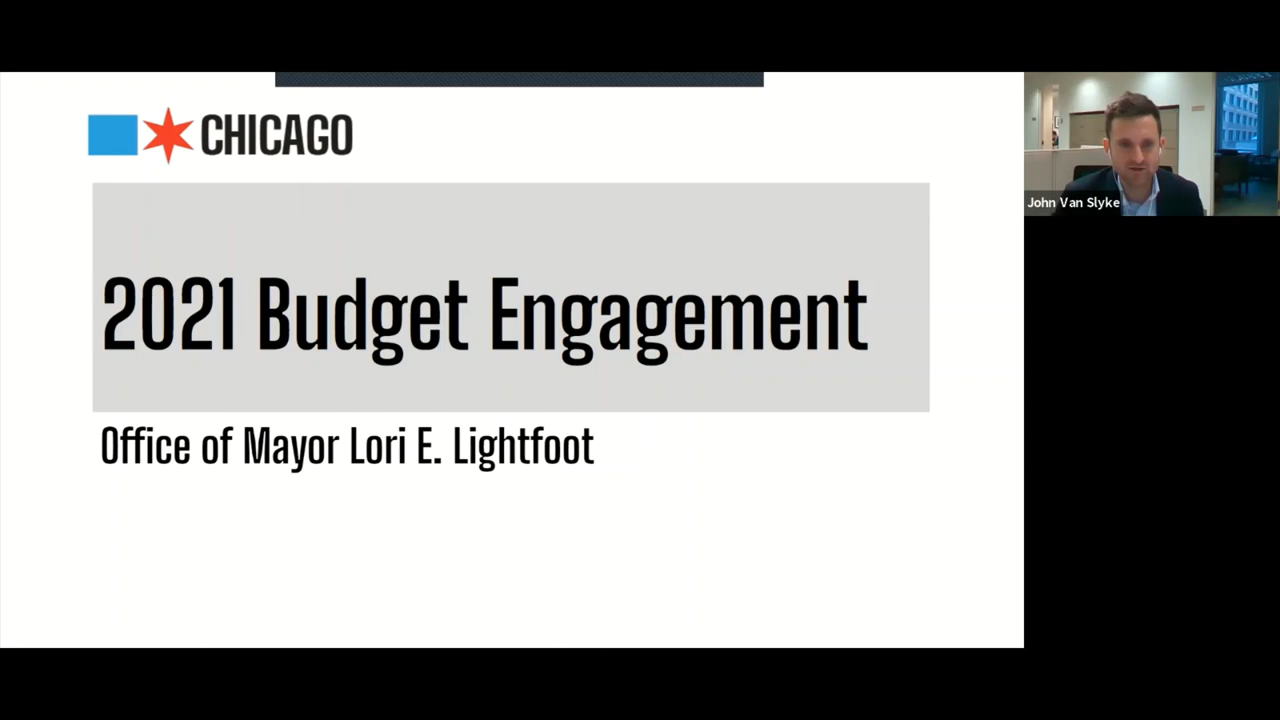 CHICAGO
2021 Budget Engagement
Office of Mayor Lori E. Lightfoot
John Van Slyke